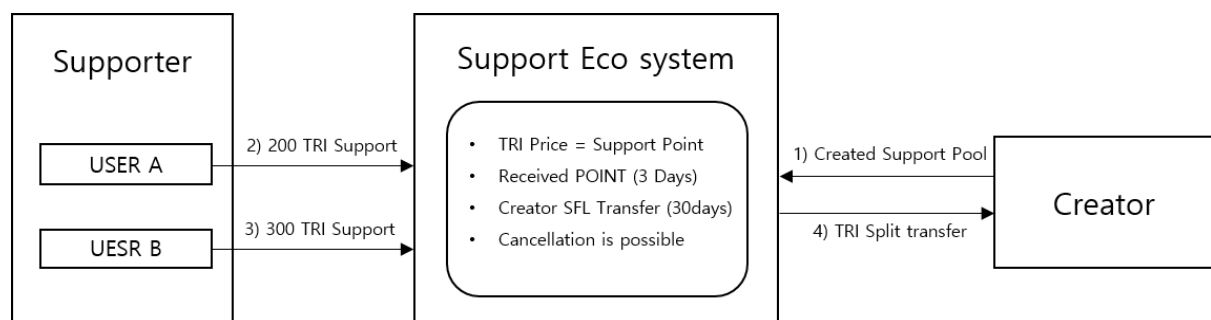 Supporter
USER A
UESR B
2) 200 TRI Support
3) 300 TRI Support
Support Eco system
• TRI Price = Support Point
• Received POINT (3 Days)
• Creator SFL Transfer (30days)
• Cancellation is possible
1) Created Support Pool
4) TRI Split transfer
Creator